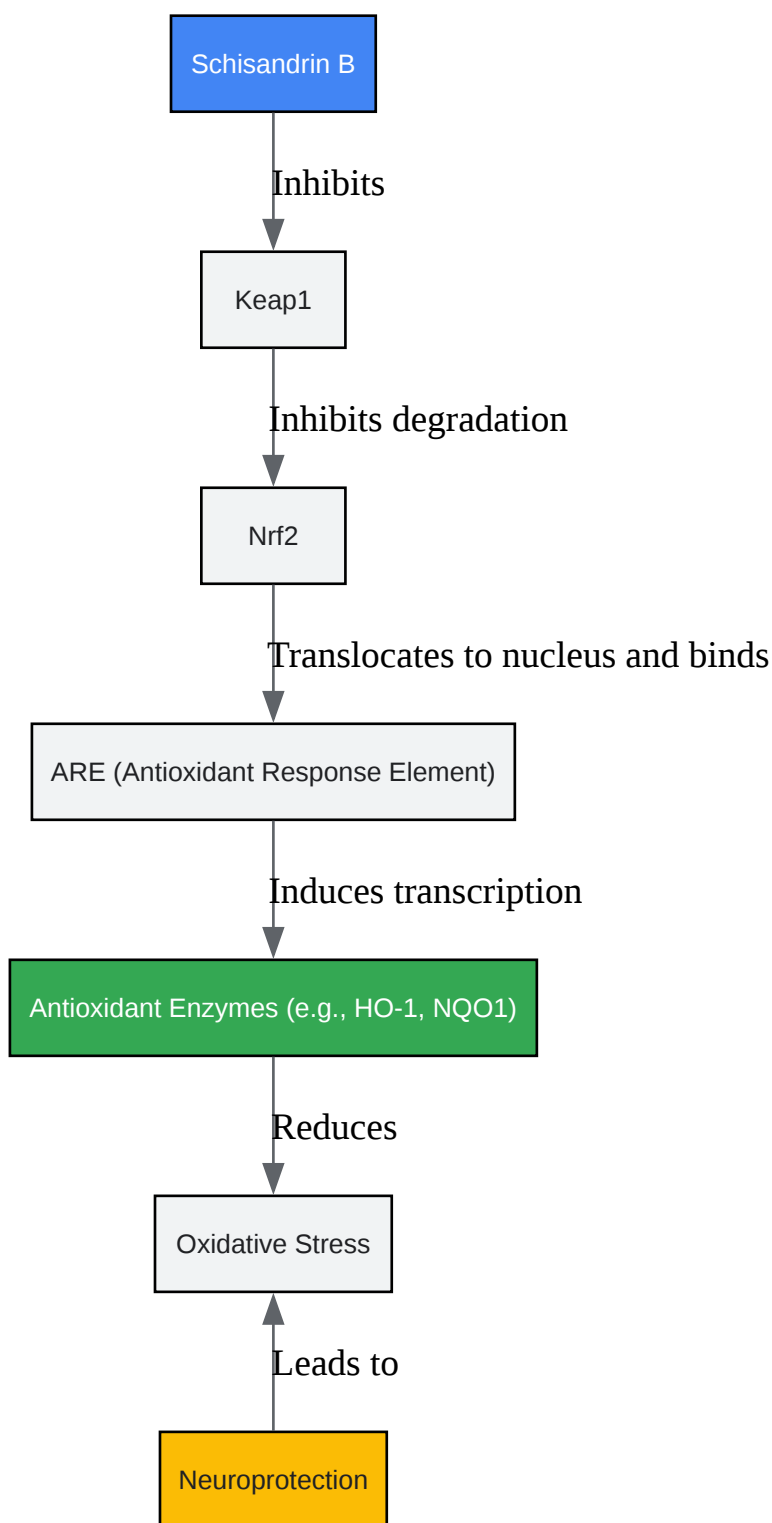 Schisandrin B
Inhibits
Keap1
Inhibits degradation
Nrf2
Translocates to nucleus and binds
ARE (Antioxidant Response Element)
Induces transcription
Antioxidant Enzymes (e.g., HO-1, NQO1)
Reduces
Oxidative Stress
Leads to
Neuroprotection